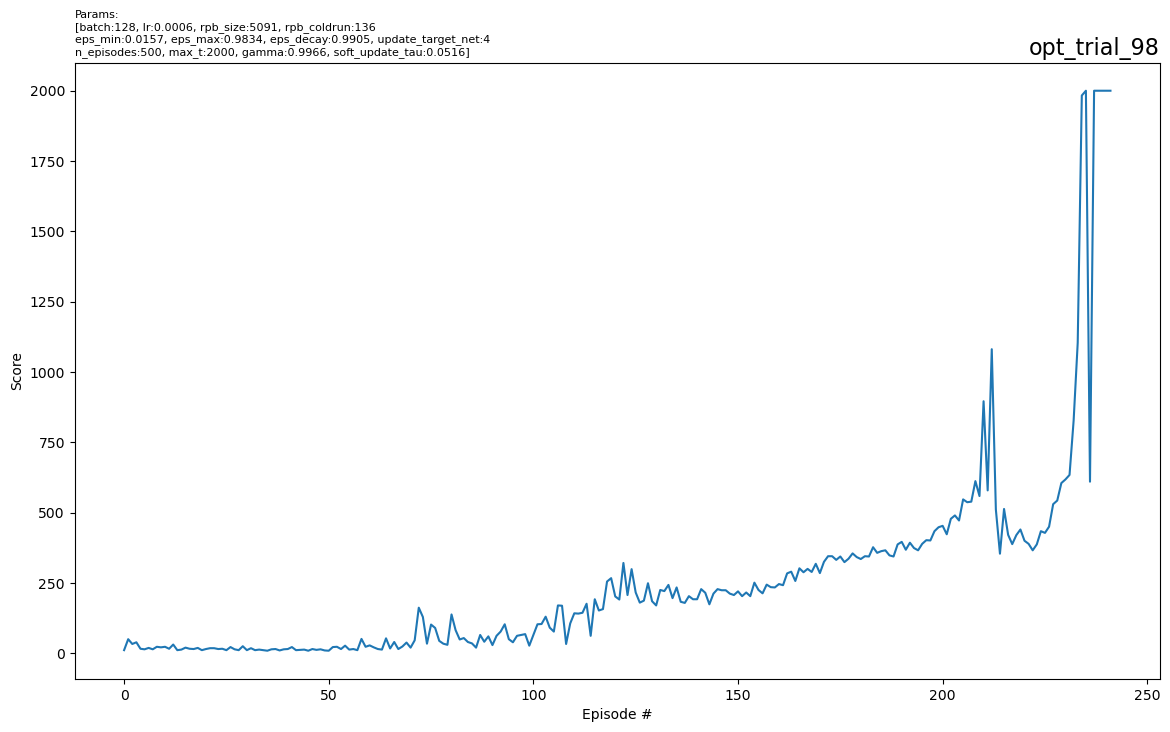 Params:
[batch:128, lr:0.0006, rpb_size:5091, rpb_coldrun:136
eps_min:0.0157, eps_max:0.9834, eps_decay:0.9905, update_target_net:4
n_episodes:500, max_t:2000, gamma:0.9966, soft_update_tau:0.0516]
opt_trial_98
2000
1750
1500
1250
1000
750
500
250
0
Score
0 50 100 150 200 250
Episode #